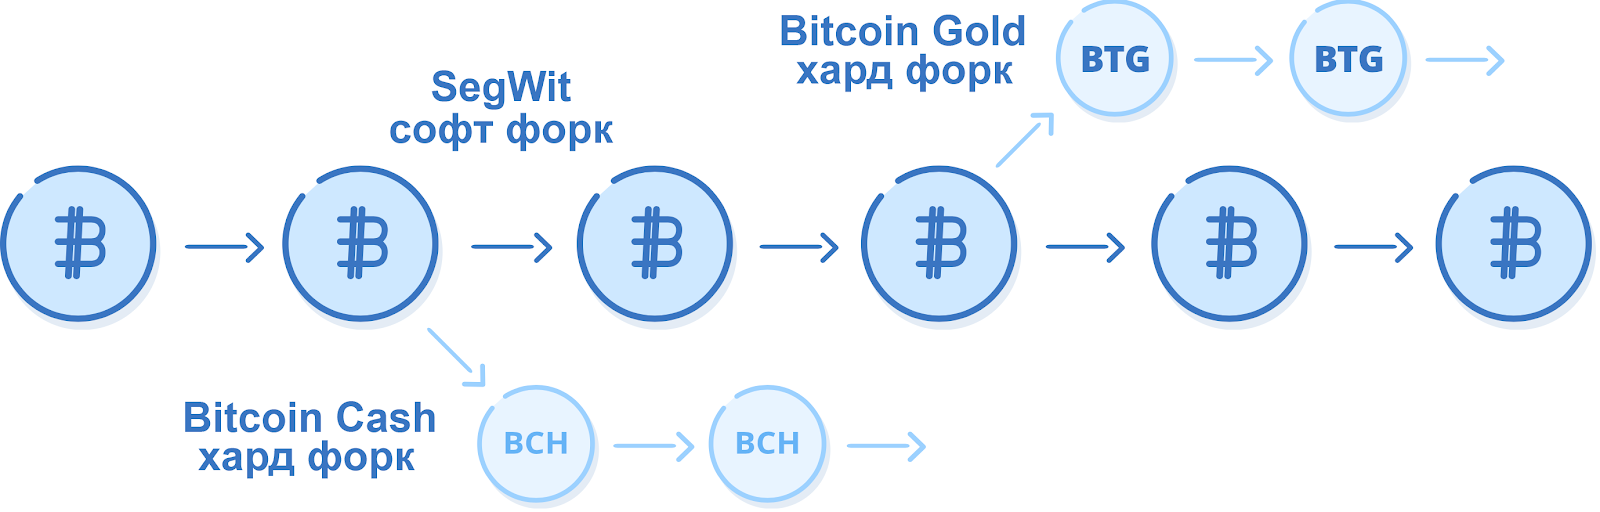 Bitcoin Gold
хард форк
BTG
BTG
SegWit
софт форк
Bitcoin Cash
хард форк
BCH
BCH